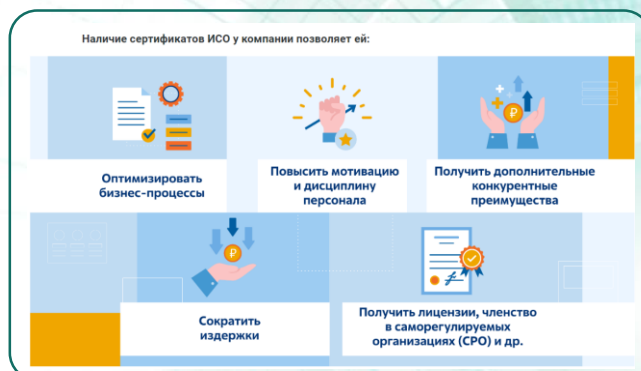 Наличие сертификатов ИСО у компании позволяет ей:
Оптимизировать
бизнес-процессы
Повысить мотивацию
и дисциплину
персонала
Получить дополнительные
конкурентные
преимущества
Сократить
издержки
Получить лицензии, членство
в саморегулируемых
организациях (СРО) и др.